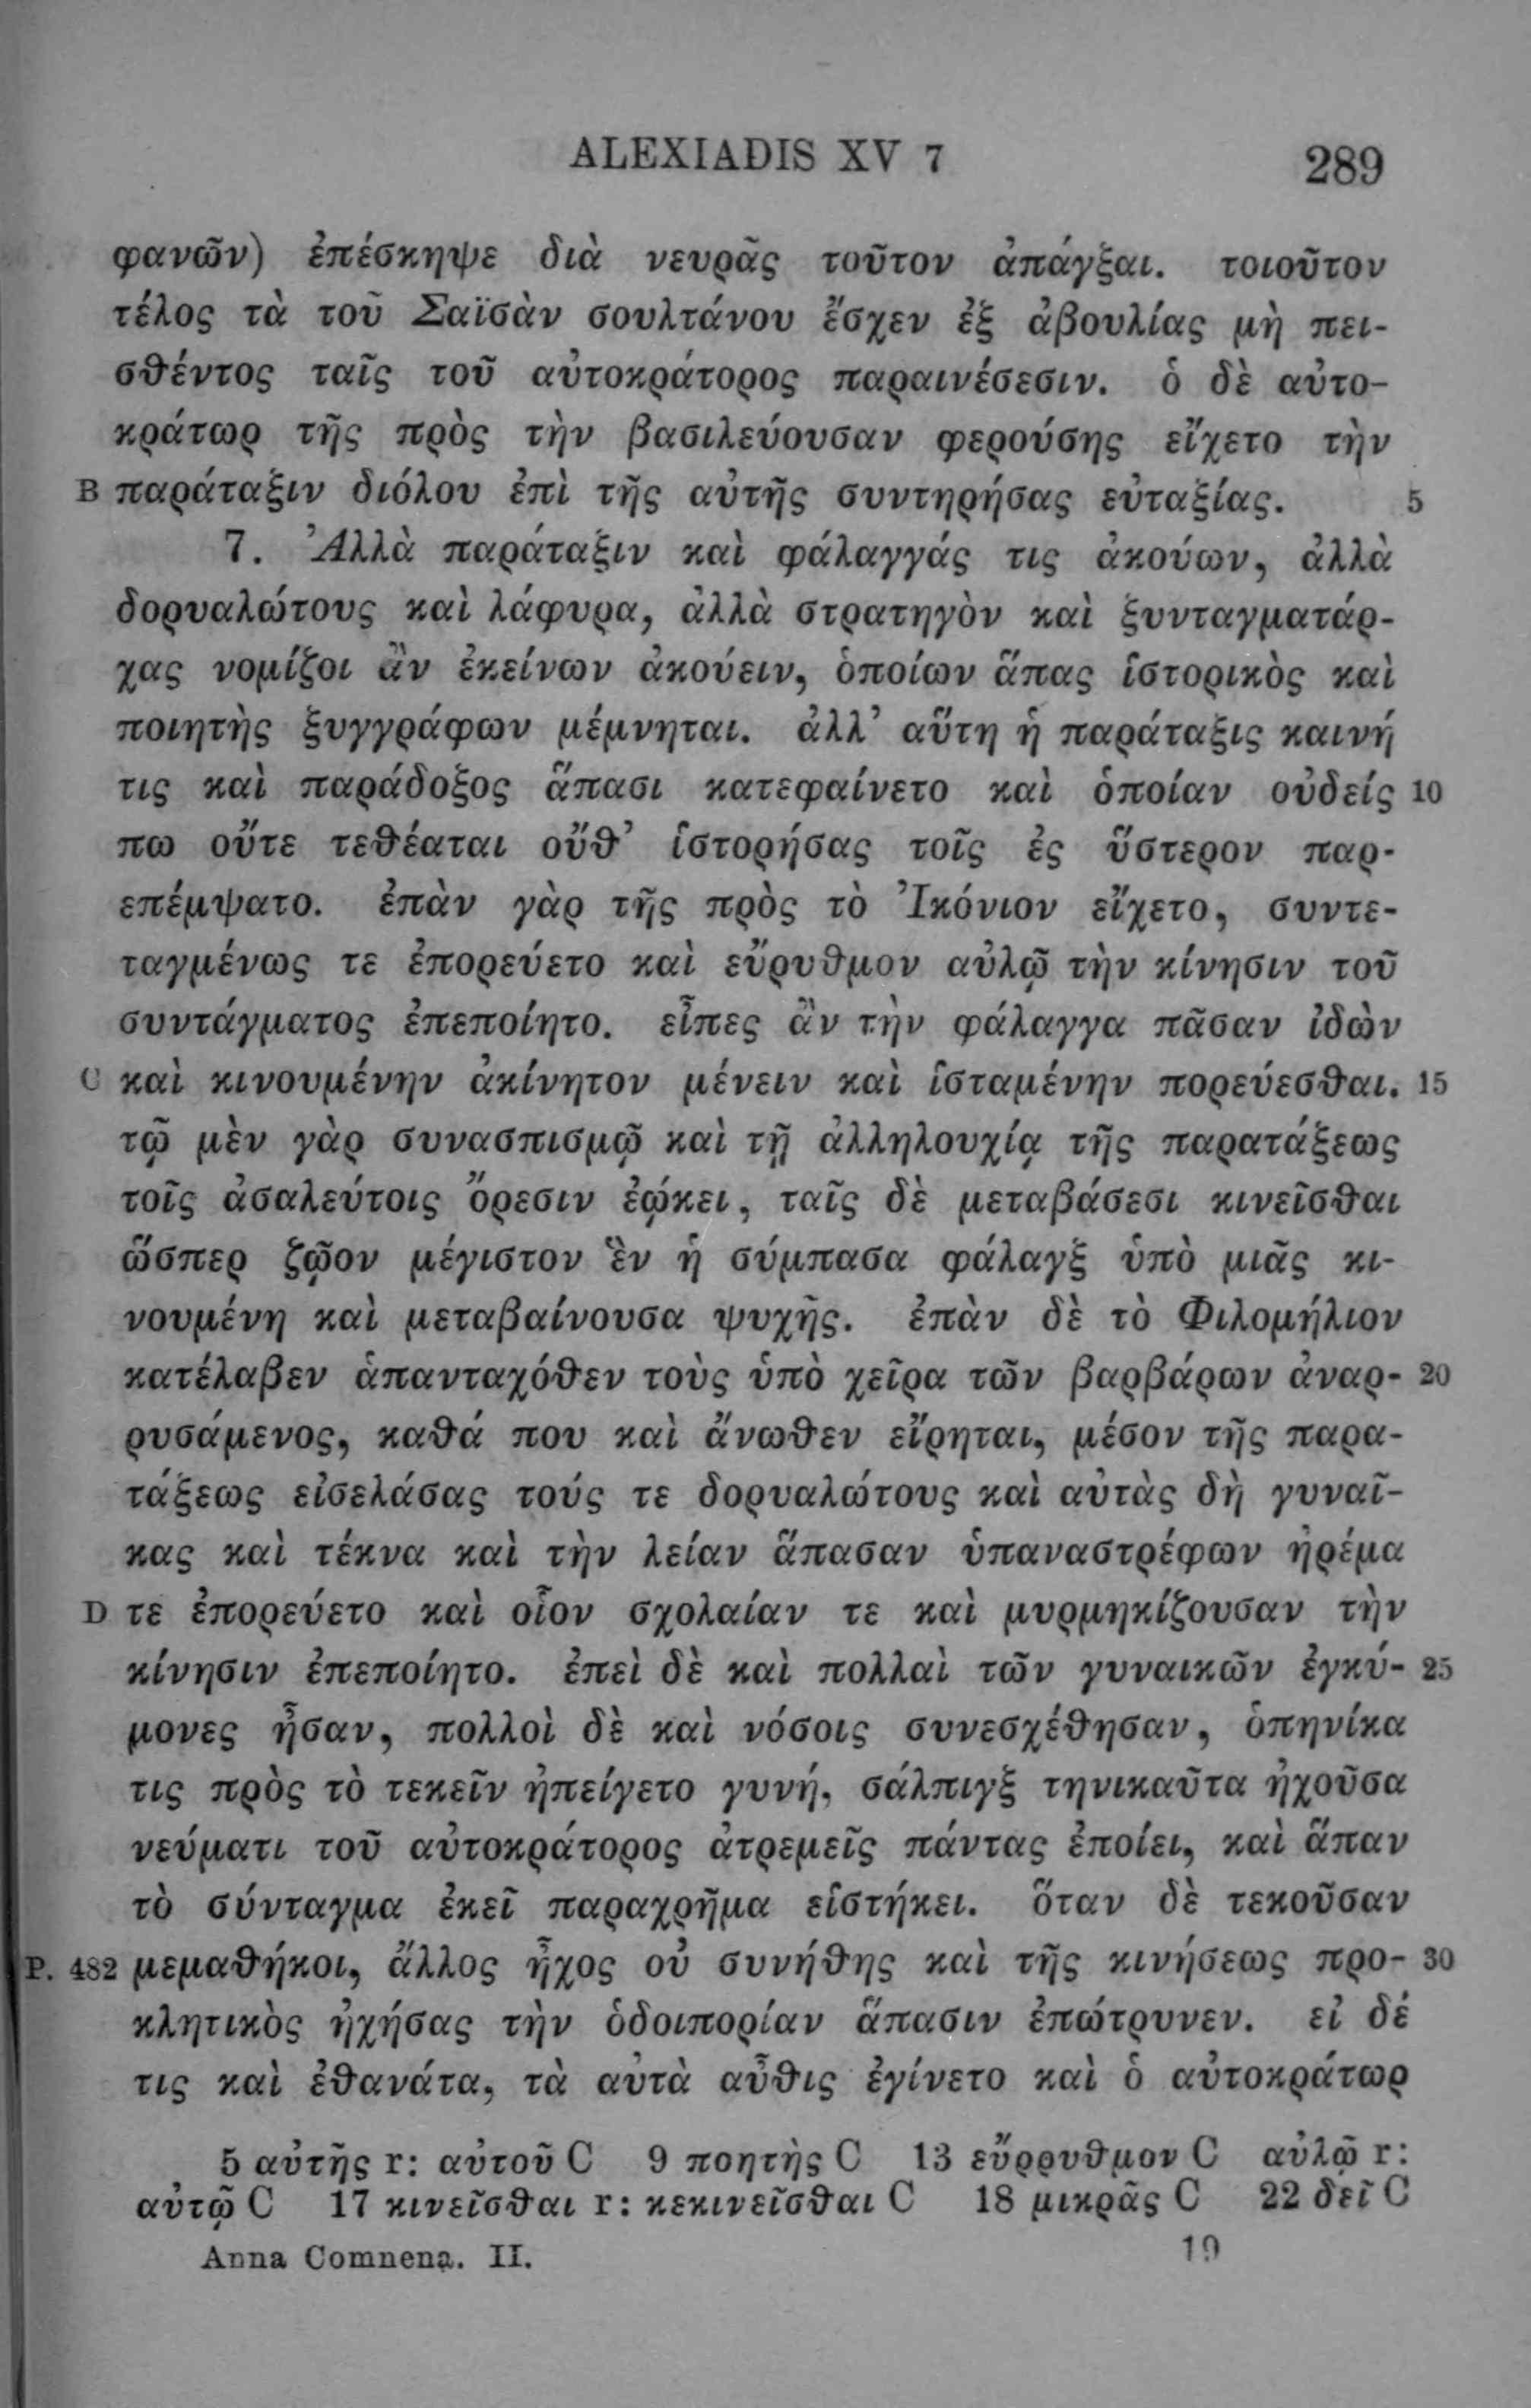 ALEXIADIS XV 7 289
φανῶν) ἐπέσκηψε διὰ νευρᾶς τοῦτον ἀπάγξαι. τοιοῦτον
τέλος τὰ τοῦ Σαϊσὰν σουλτάνου ἔσχεν ἐξ ἀβουλίας μὴ πει-
σθέντος ταῖς τοῦ αὐτοκράτορος παραινέσεσιν. ὁ δὲ αὐτο-
κράτωρ τῆς πρὸς τὴν βασιλεύουσαν φερούσης εἴχετο τὴν
B παράταξιν διόλου ἐπὶ τῆς αὐτῆς συντηρήσας εὐταξίας. 5
7. Ἀλλὰ παράταξιν καὶ φάλαγγάς τις ἀκούων, ἀλλὰ
δορυαλώτους καὶ λάφυρα, ἀλλὰ στρατηγὸν καὶ ξυνταγματάρ-
χας νομίζοι ἂν ἐκείνων ἀκούειν, ὁποίων ἅπας ἱστορικὸς καὶ
ποιητὴς ξυγγράφων μέμνηται. ἀλλ' αὕτη ἡ παράταξις καινή
τις καὶ παράδοξος ἅπασι κατεφαίνετο καὶ ὁποίαν οὐδείς 10
πω οὔτε τεθέαται οὔθ' ἱστορήσας τοῖς ἐς ὕστερον παρ-
επέμψατο. ἐπὰν γὰρ τῆς πρὸς τὸ Ἰκόνιον εἴχετο, συντε-
ταγμένως τε ἐπορεύετο καὶ εὔρυθμον αὐλῷ τὴν κίνησιν τοῦ
συντάγματος ἐπεποίητο. εἶπες ἂν τὴν φάλαγγα πᾶσαν ἰδὼν
C καὶ κινουμένην ἀκίνητον μένειν καὶ ἱσταμένην πορεύεσθαι. 15
τῷ μὲν γὰρ συνασπισμῷ καὶ τῇ ἀλληλουχίᾳ τῆς παρατάξεως
τοῖς ἀσαλεύτοις ὄρεσιν ἐῴκει, ταῖς δὲ μεταβάσεσι κινεῖσθαι
ὥσπερ ζῷον μέγιστον ἓν ἡ σύμπασα φάλαγξ ὑπὸ μιᾶς κι-
νουμένη καὶ μεταβαίνουσα ψυχῆς. ἐπὰν δὲ τὸ Φιλομήλιον
κατέλαβεν ἁπανταχόθεν τοὺς ὑπὸ χεῖρα τῶν βαρβάρων ἀναρ- 20
ρυσάμενος, καθά που καὶ ἄνωθεν εἴρηται, μέσον τῆς παρα-
τάξεως εἰσελάσας τούς τε δορυαλώτους καὶ αὐτὰς δὴ γυναῖ-
κας καὶ τέκνα καὶ τὴν λείαν ἅπασαν ὑπαναστρέφων ἠρέμα
D τε ἐπορεύετο καὶ οἷον σχολαίαν τε καὶ μυρμηκίζουσαν τὴν
κίνησιν ἐπεποίητο. ἐπεὶ δὲ καὶ πολλαὶ τῶν γυναικῶν ἐγκύ- 25
μονες ἦσαν, πολλοὶ δὲ καὶ νόσοις συνεσχέθησαν, ὁπηνίκα
τις πρὸς τὸ τεκεῖν ἠπείγετο γυνή, σάλπιγξ τηνικαῦτα ἠχοῦσα
νεύματι τοῦ αὐτοκράτορος ἀτρεμεῖς πάντας ἐποίει, καὶ ἅπαν
τὸ σύνταγμα ἐκεῖ παραχρῆμα εἱστήκει. ὅταν δὲ τεκοῦσαν
P. 482 μεμαθήκοι, ἄλλος ἦχος οὐ συνήθης καὶ τῆς κινήσεως προ- 30
κλητικὸς ἠχήσας τὴν ὁδοιπορίαν ἅπασιν ἐπώτρυνεν. εἰ δέ
τις καὶ ἐθανάτα, τὰ αὐτὰ αὖθις ἐγίνετο καὶ ὁ αὐτοκράτωρ
5 αὐτῆς r: αὐτοῦ C 9 ποητὴς C 13 εὔρρυθμον C αὐλῷ r:
αὐτῷ C 17 κινεῖσθαι r: κεκινεῖσθαι C 18 μικρᾶς C 22 δεῖ C
Anna Comnena. II. 19